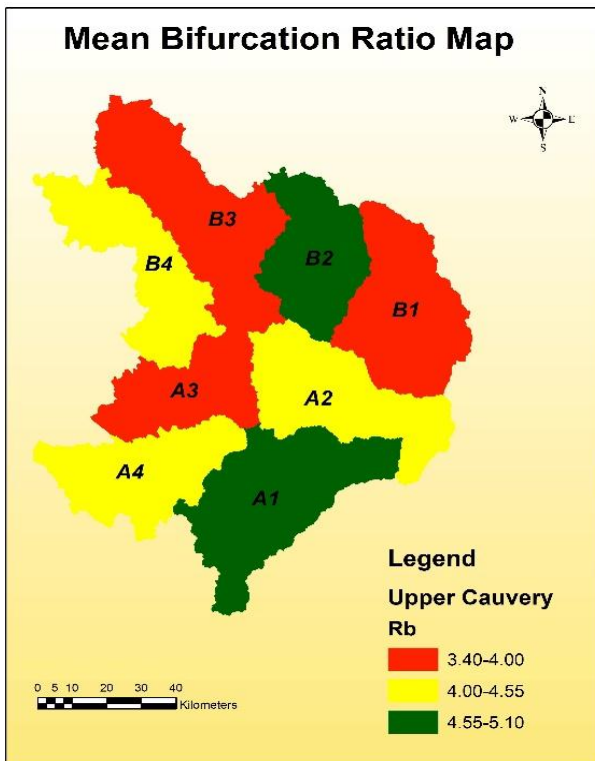 Mean Bifurcation Ratio Map
N
W E
S
B3
B2
B4
B1
A3
A2
A4
A1
Legend
Upper Cauvery
Rb
3.40-4.00
4.00-4.55
4.55-5.10
0 5 10 20 30 40
Kilometers